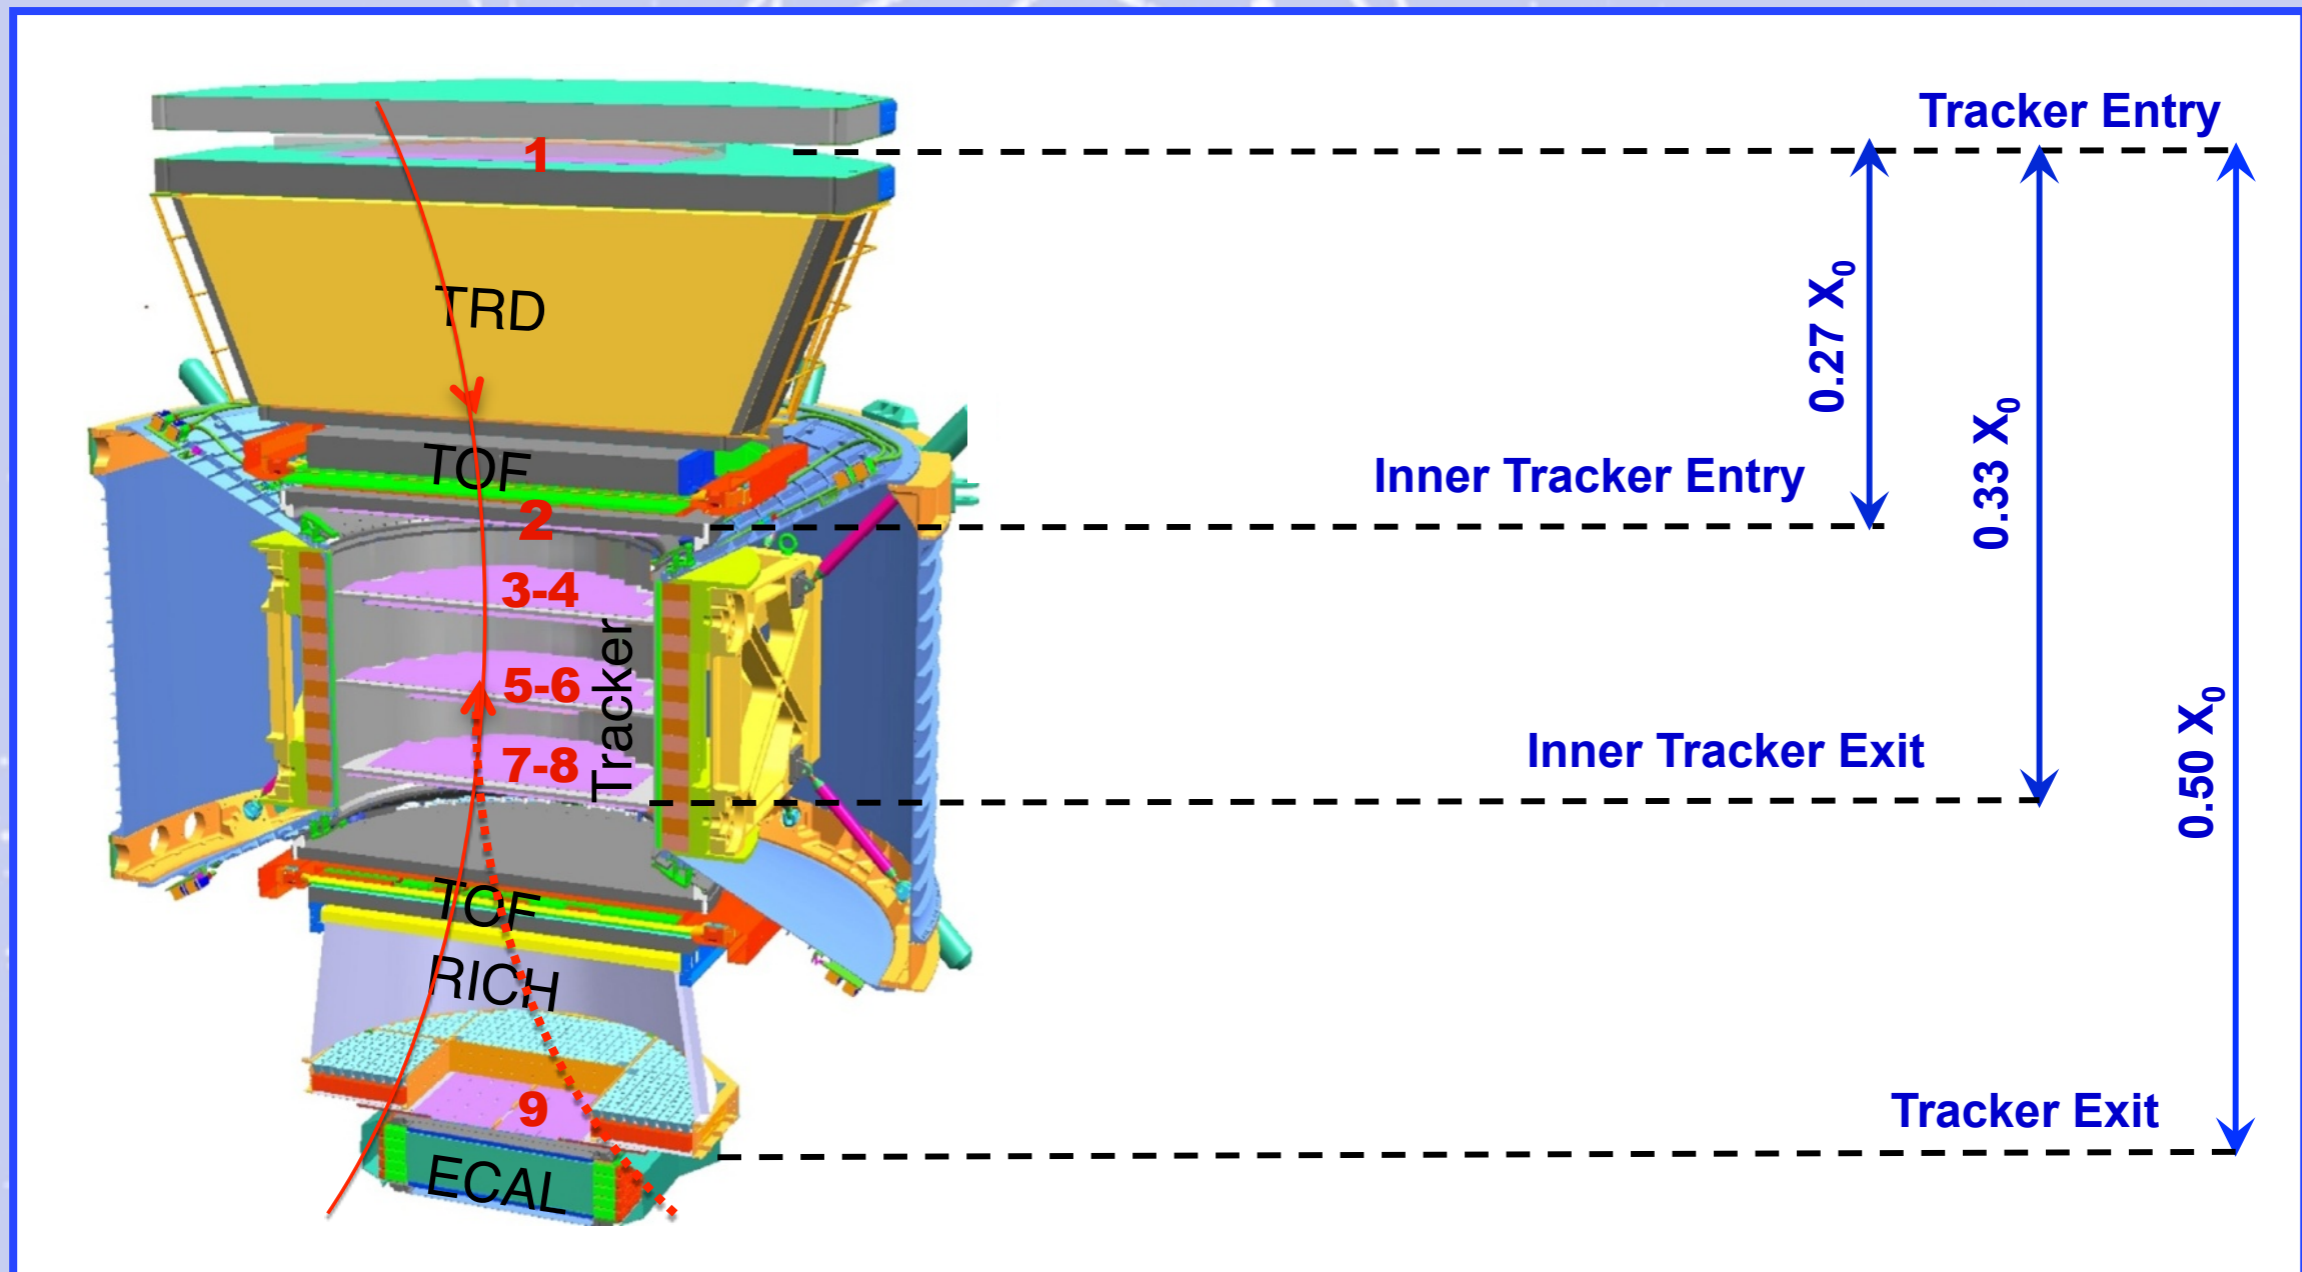 Tracker Entry
1
0.27 X0
TRD
0.33 X0
TOF
Inner Tracker Entry
2
3-4
Tracker
5-6
0.50 X0
Inner Tracker Exit
7-8
TOF
RICH
9
Tracker Exit
ECAL